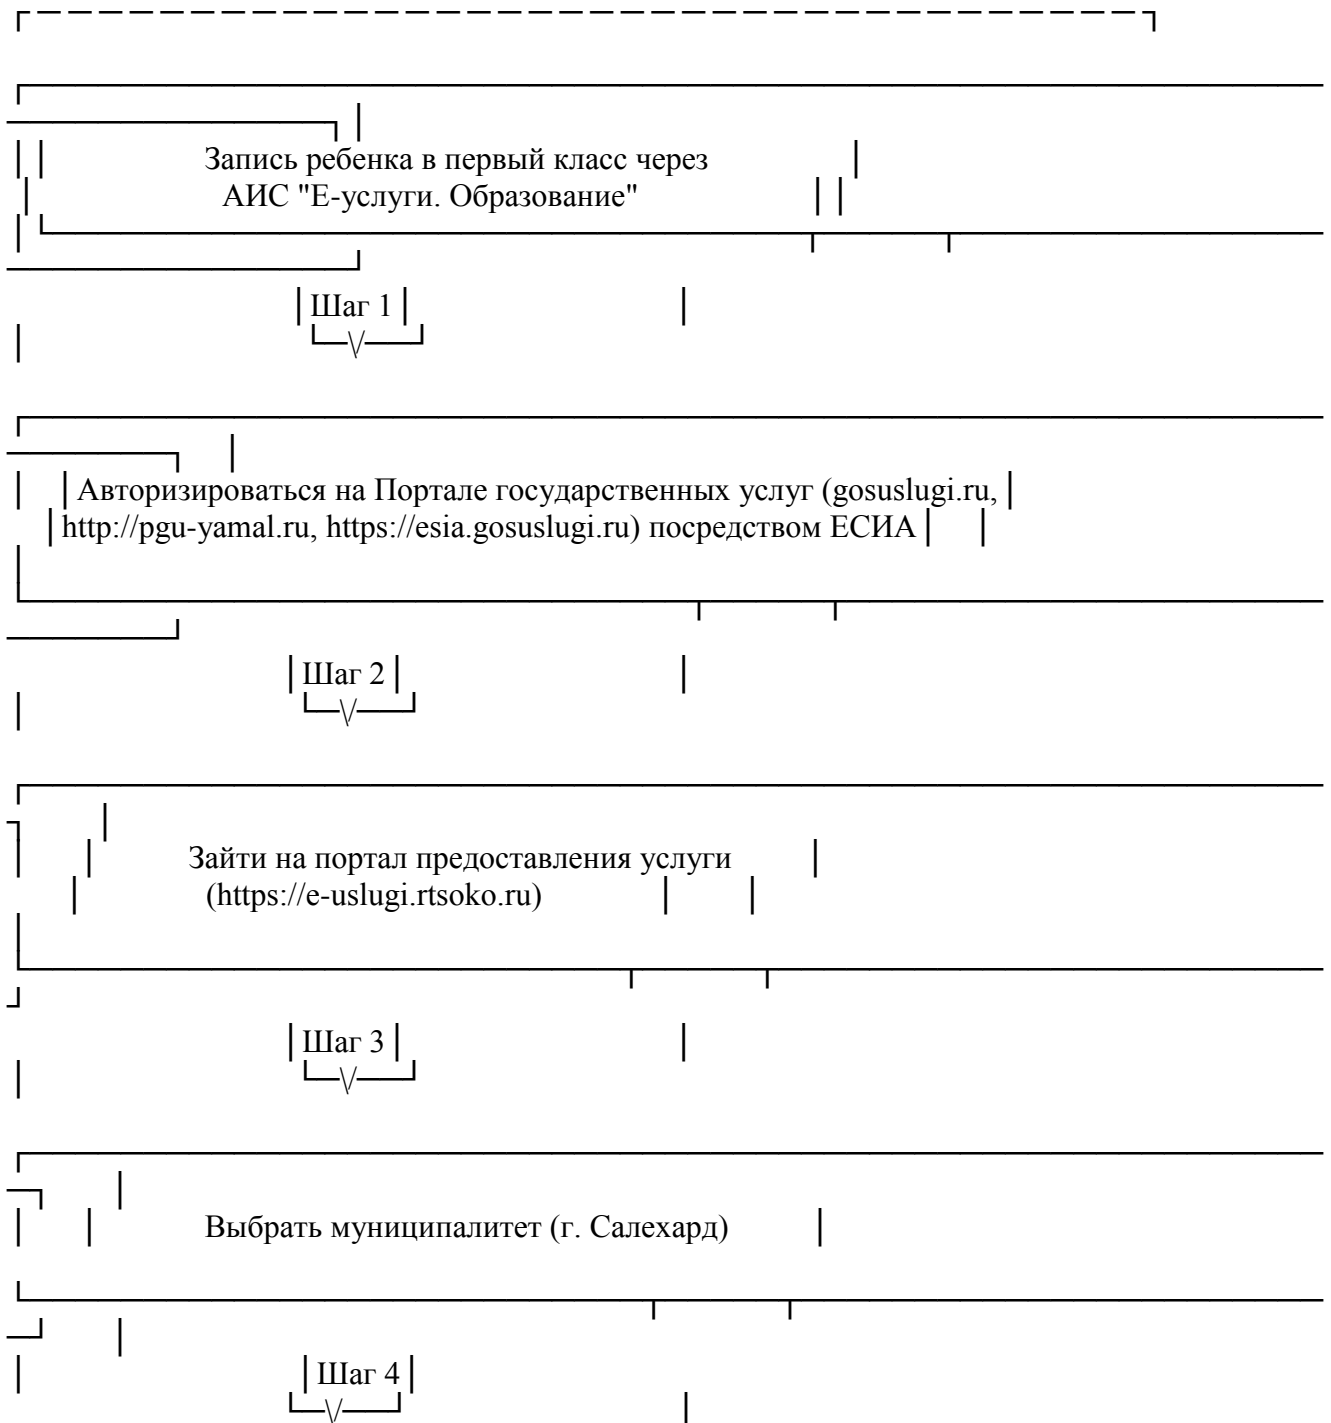 Запись ребенка в первый класс через
АИС "Е-услуги. Образование"
Шаг 1
Авторизироваться на Портале государственных услуг (gosuslugi.ru,
http://pgu-yamal.ru, https://esia.gosuslugi.ru) посредством ЕСИА
Шаг 2
Зайти на портал предоставления услуги
(https://e-uslugi.rtsoko.ru)
Шаг 3
Выбрать муниципалитет (г. Салехард)
Шаг 4